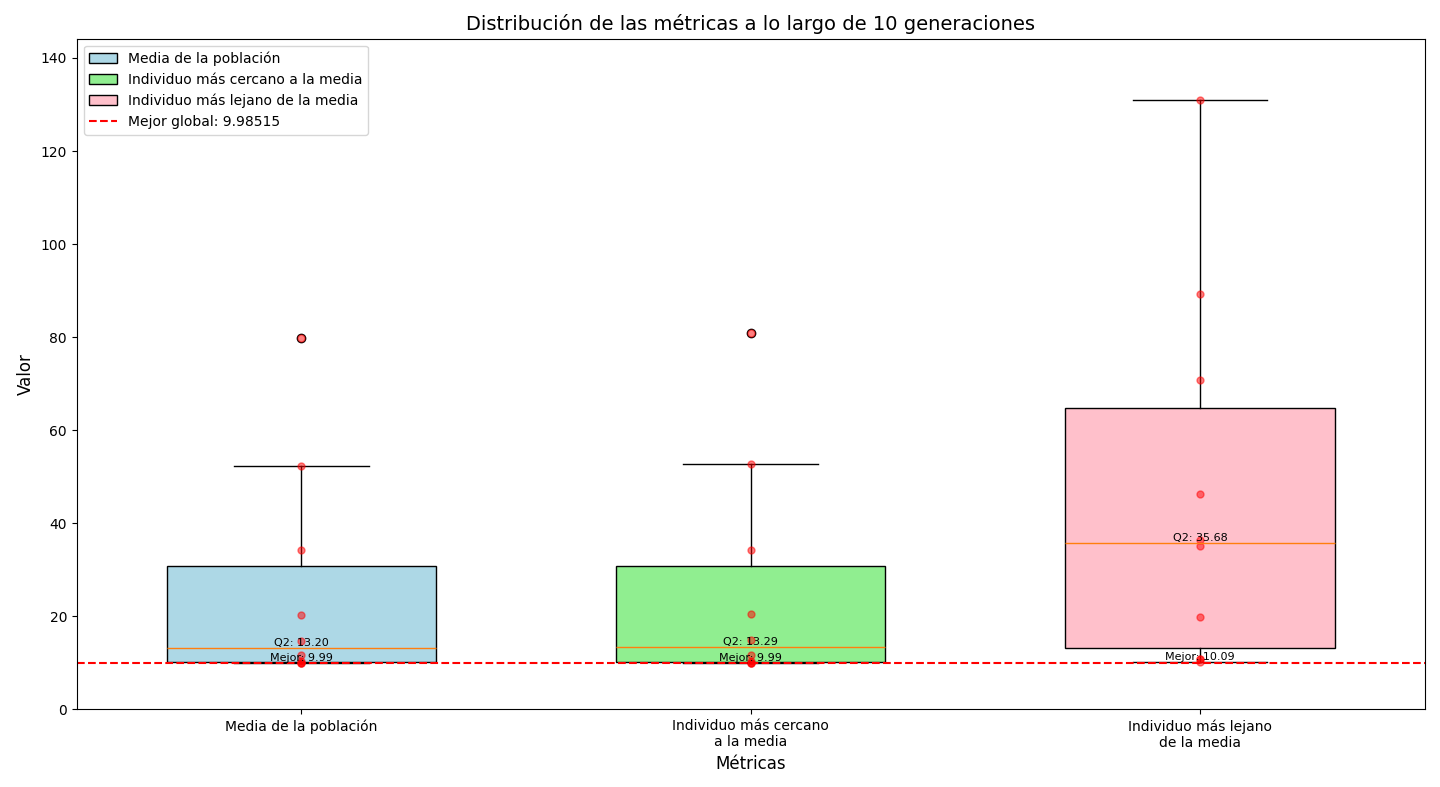 Distribución de las métricas a lo largo de 10 generaciones
Media de la población
Individuo más cercano a la media
Individuo más lejano de la media
Mejor global: 9.98515
Valor
140
120
100
80
60
40
20
0
Q2: 13.20
Mejor: 9.99
Q2: 13.29
Mejor: 9.99
Q2: 35.68
Mejor: 10.09
Media de la población
Individuo más cercano
a la media
Individuo más lejano
de la media
Métricas